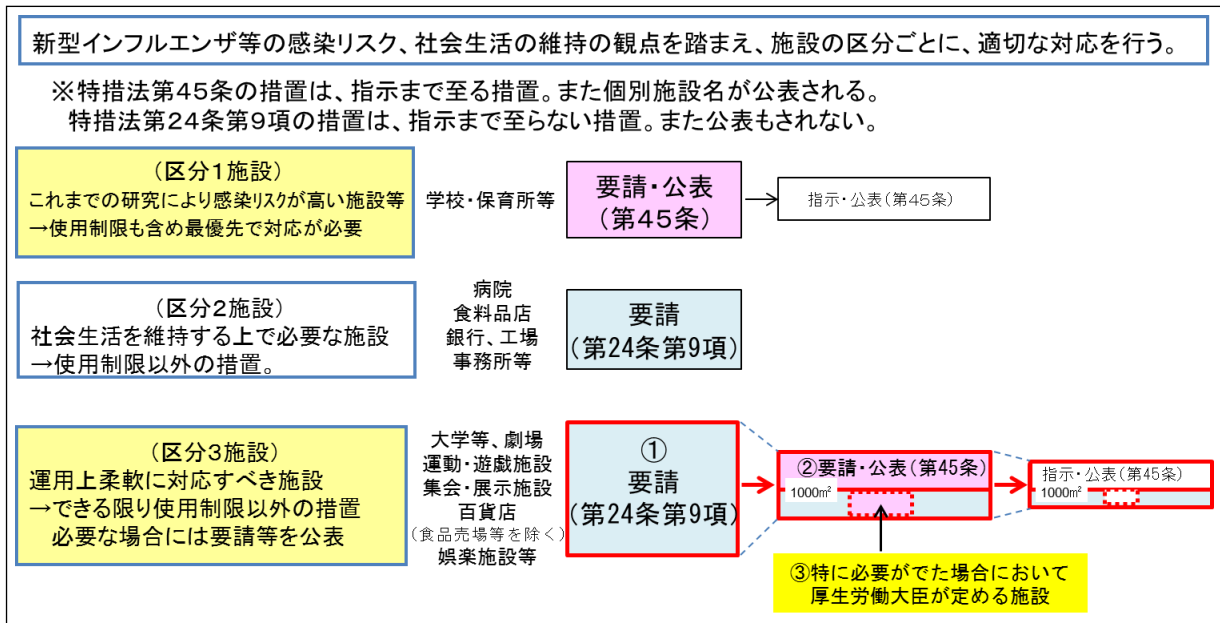 新型インフルエンザ等の感染リスク、社会生活の維持の観点を踏まえ、施設の区分ごとに、適切な対応を行う。
※特措法第45条の措置は、指示まで至る措置。また個別施設名が公表される。
特措法第24条第9項の措置は、指示まで至らない措置。また公表もされない。
(区分1施設)
これまでの研究により感染リスクが高い施設等
→使用制限も含め最優先で対応が必要
学校・保育所等
要請・公表
(第45条)
指示・公表(第45条)
(区分2施設)
社会生活を維持する上で必要な施設
→使用制限以外の措置。
病院
食料品店
銀行、工場
事務所等
要請
(第24条第9項)
(区分3施設)
運用上柔軟に対応すべき施設
→できる限り使用制限以外の措置
必要な場合には要請等を公表
大学等、劇場
運動・遊戯施設
集会・展示施設
百貨店
(食品売場等を除く)
娯楽施設等
①
要請
(第24条第9項)
②要請・公表(第45条)
1000㎡
指示・公表(第45条)
1000㎡
③特に必要がでた場合において
厚生労働大臣が定める施設